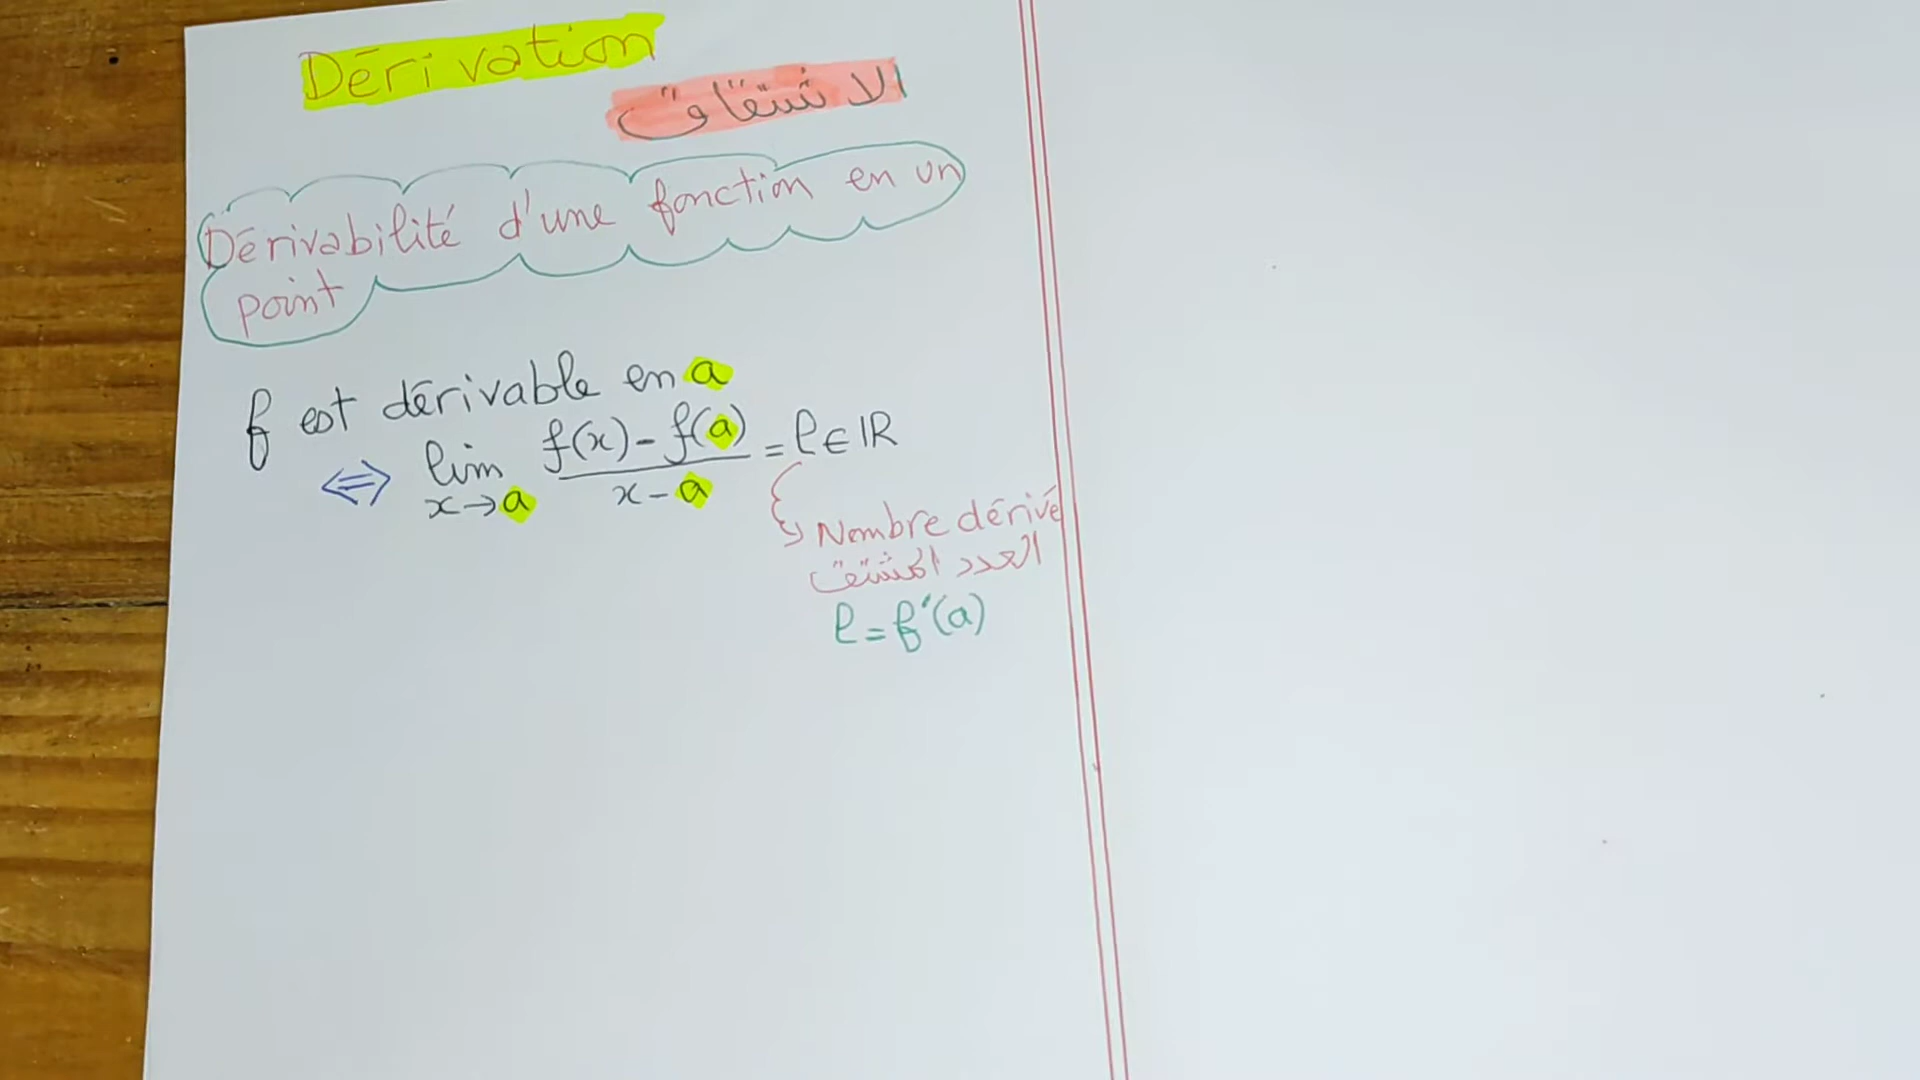 Dérivation
الاشتقاق
Dérivabilité d'une fonction en un
point
f est dérivable en a
⇔ lim x→a (f(x) - f(a))/(x - a) = l ∈ IR
Nombre dérivé
العدد المشتق
l = f'(a)